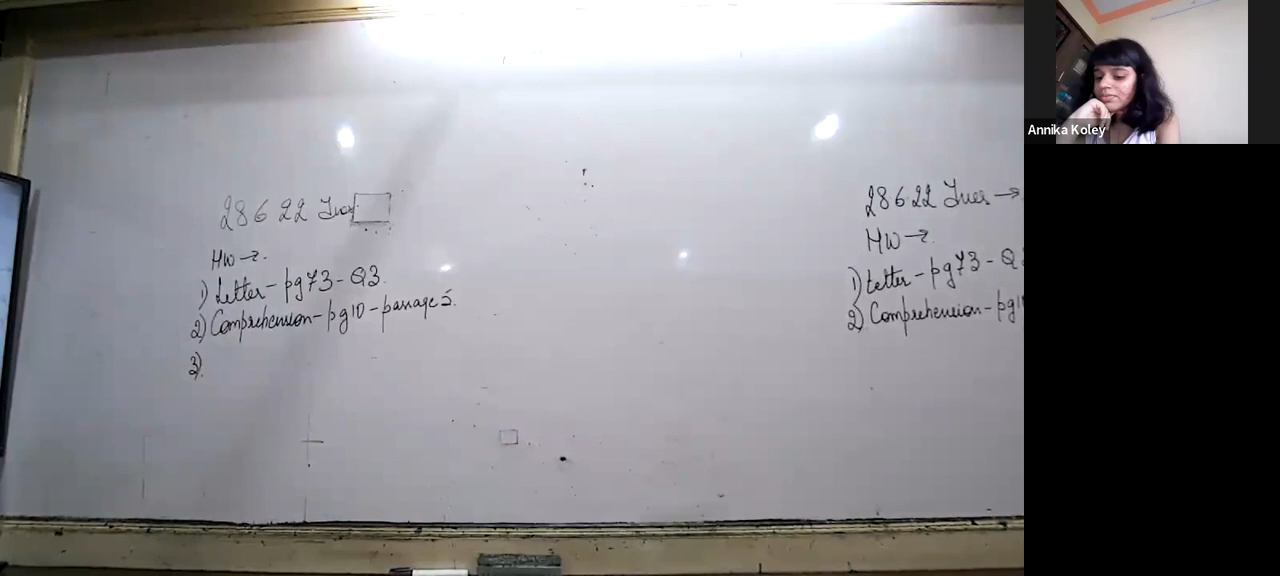 28 6 22 Tues
HW →
1) Letter - pg 73 - Q3.
2) Comprehension - pg 10 - passage 5.
3)
28 6 22 Tues →
HW →
1) Letter - pg 73 - Q
2) Comprehension - pg 1
Annika Koley